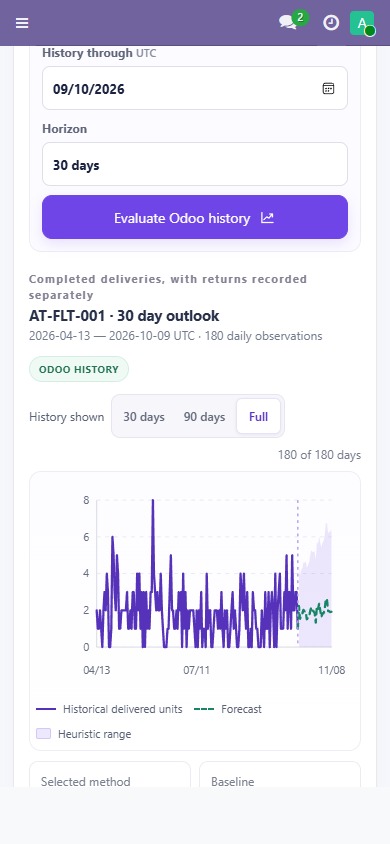 2
A
History through UTC
09/10/2026
Horizon
30 days
Evaluate Odoo history
Completed deliveries, with returns recorded
separately
AT-FLT-001 · 30 day outlook
2026-04-13 — 2026-10-09 UTC · 180 daily observations
ODOO HISTORY
History shown 30 days 90 days Full
180 of 180 days
8
6
4
2
0
04/13 07/11 11/08
Historical delivered units Forecast
Heuristic range
Selected method Baseline